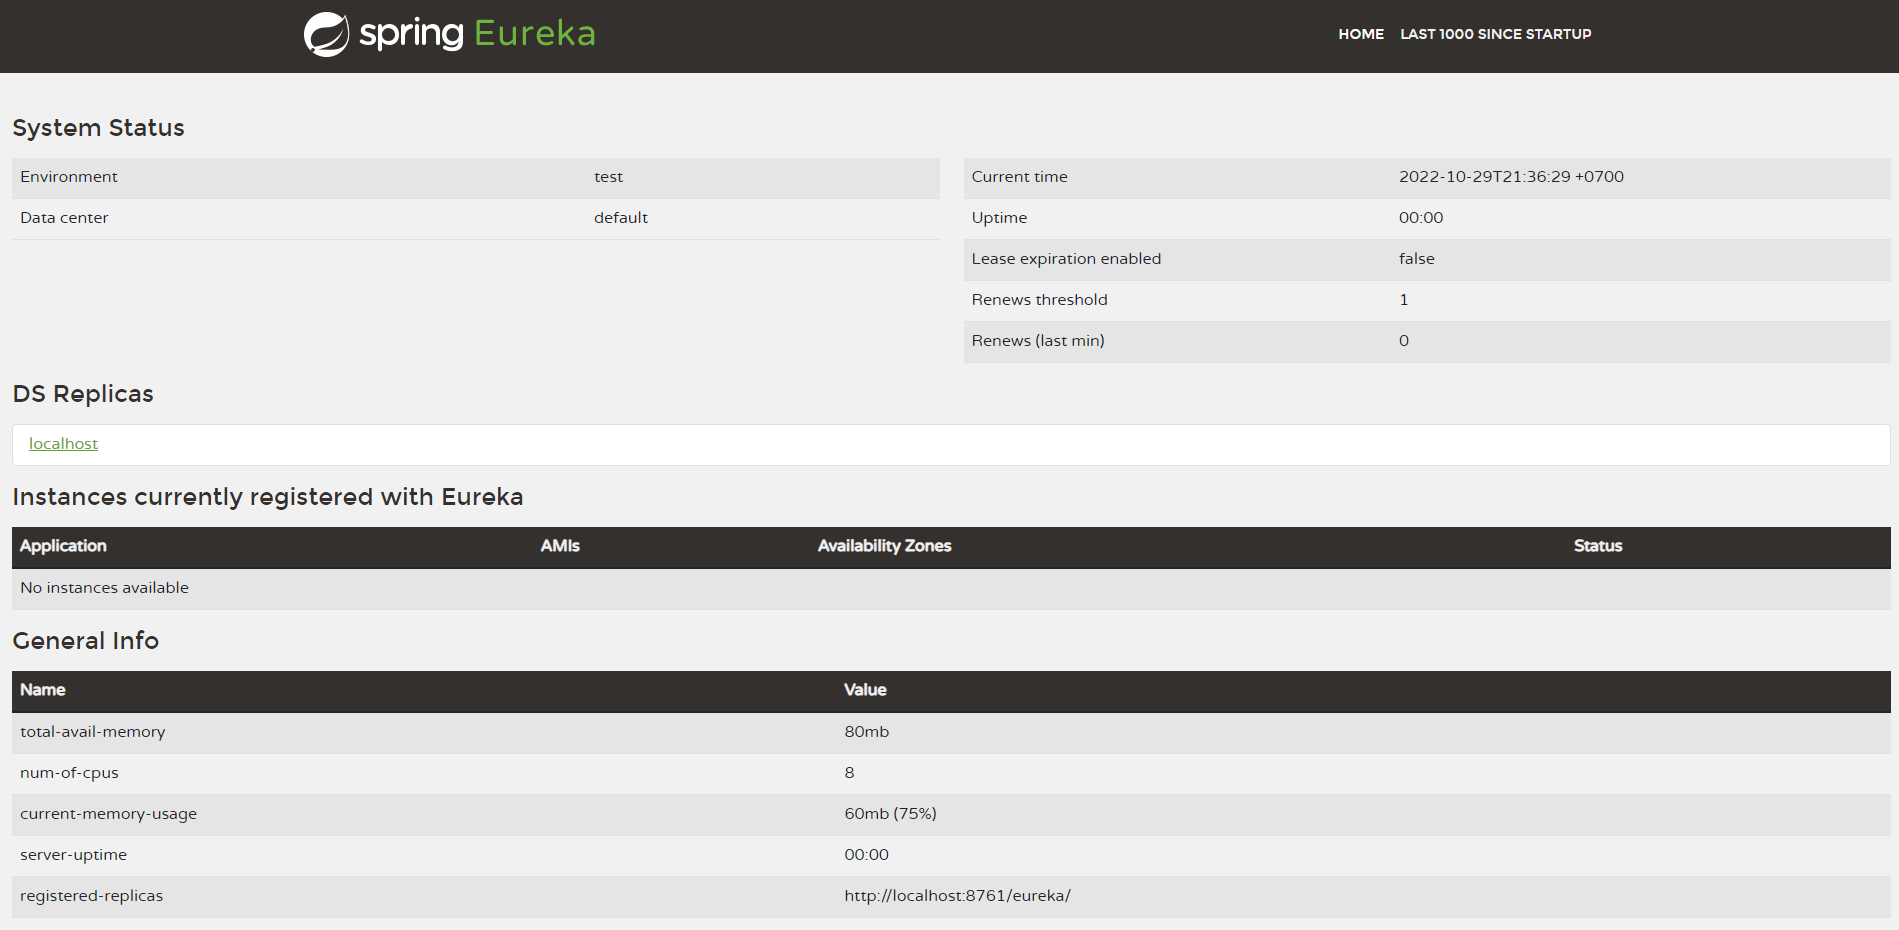 spring Eureka
HOME LAST 1000 SINCE STARTUP
System Status
Environment test
Data center default
Current time 2022-10-29T21:36:29 +0700
Uptime 00:00
Lease expiration enabled false
Renews threshold 1
Renews (last min) 0
DS Replicas
localhost
Instances currently registered with Eureka
Application AMIs Availability Zones Status
No instances available
General Info
Name Value
total-avail-memory 80mb
num-of-cpus 8
current-memory-usage 60mb (75%)
server-uptime 00:00
registered-replicas http://localhost:8761/eureka/